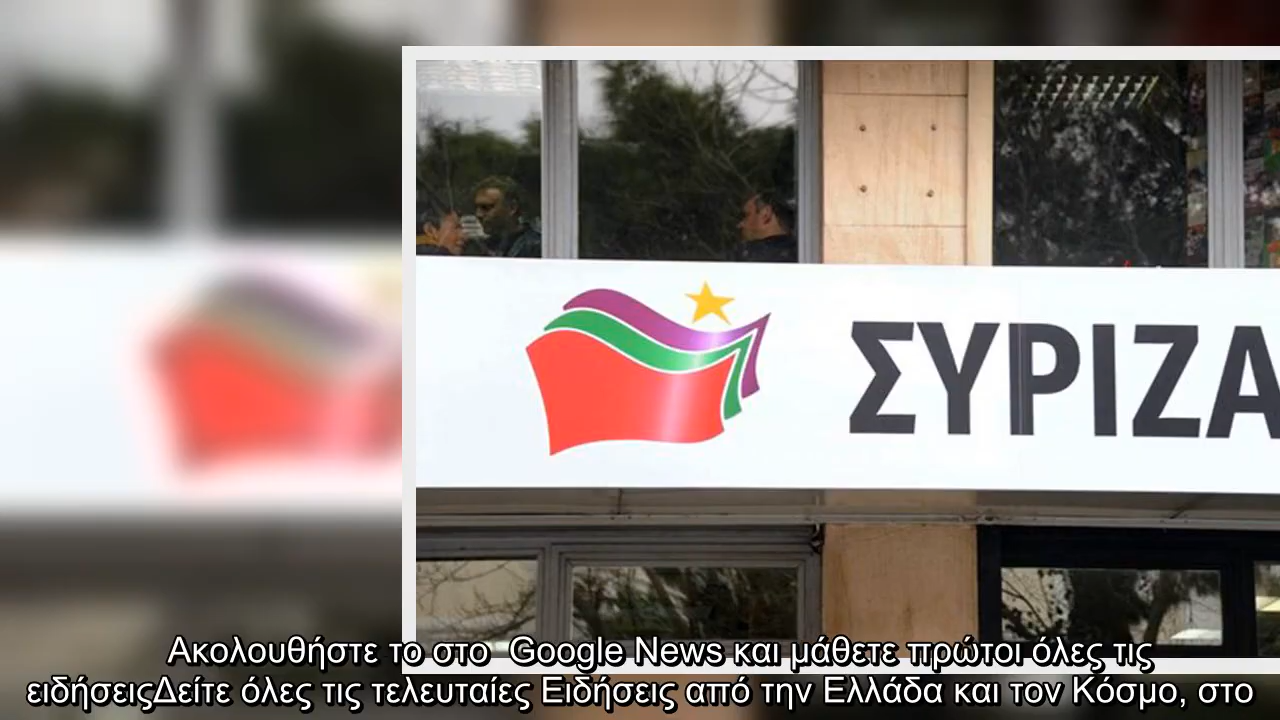 ΣΥΡΙΖΑ
Ακολουθήστε το στο  Google News και μάθετε πρώτοι όλες τις
ειδήσειςΔείτε όλες τις τελευταίες Ειδήσεις από την Ελλάδα και τον Κόσμο, στο